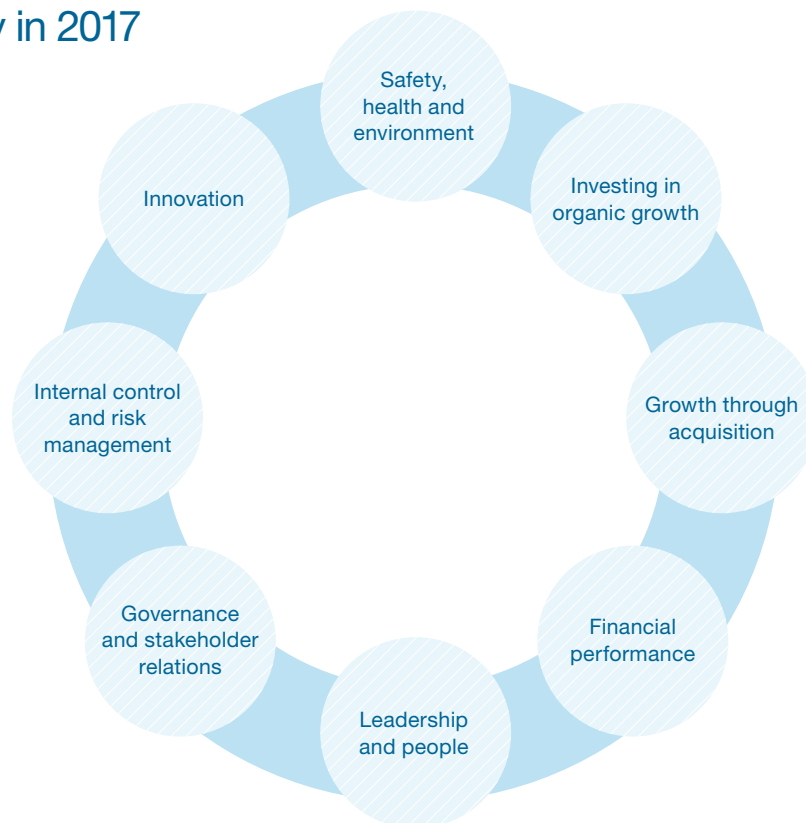 y in 2017
Safety,
health and
environment
Investing in
organic growth
Growth through
acquisition
Financial
performance
Leadership
and people
Governance
and stakeholder
relations
Internal control
and risk
management
Innovation